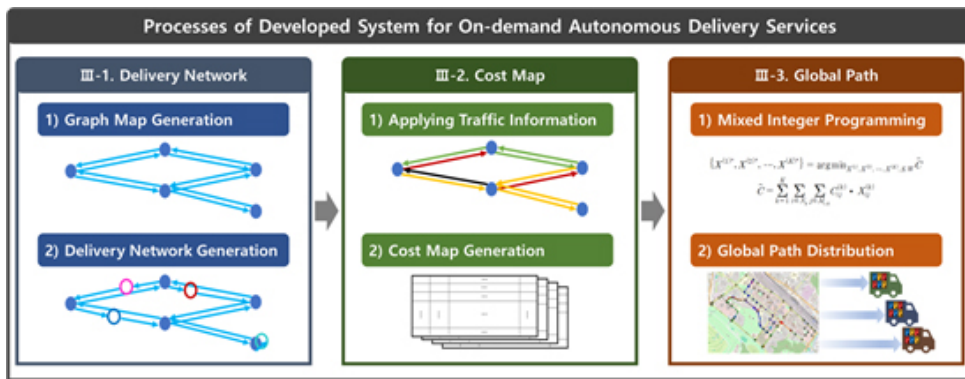 Processes of Developed System for On-demand Autonomous Delivery Services
Ⅲ-1. Delivery Network
1) Graph Map Generation
2) Delivery Network Generation
Ⅲ-2. Cost Map
1) Applying Traffic Information
2) Cost Map Generation
Ⅲ-3. Global Path
1) Mixed Integer Programming
2) Global Path Distribution